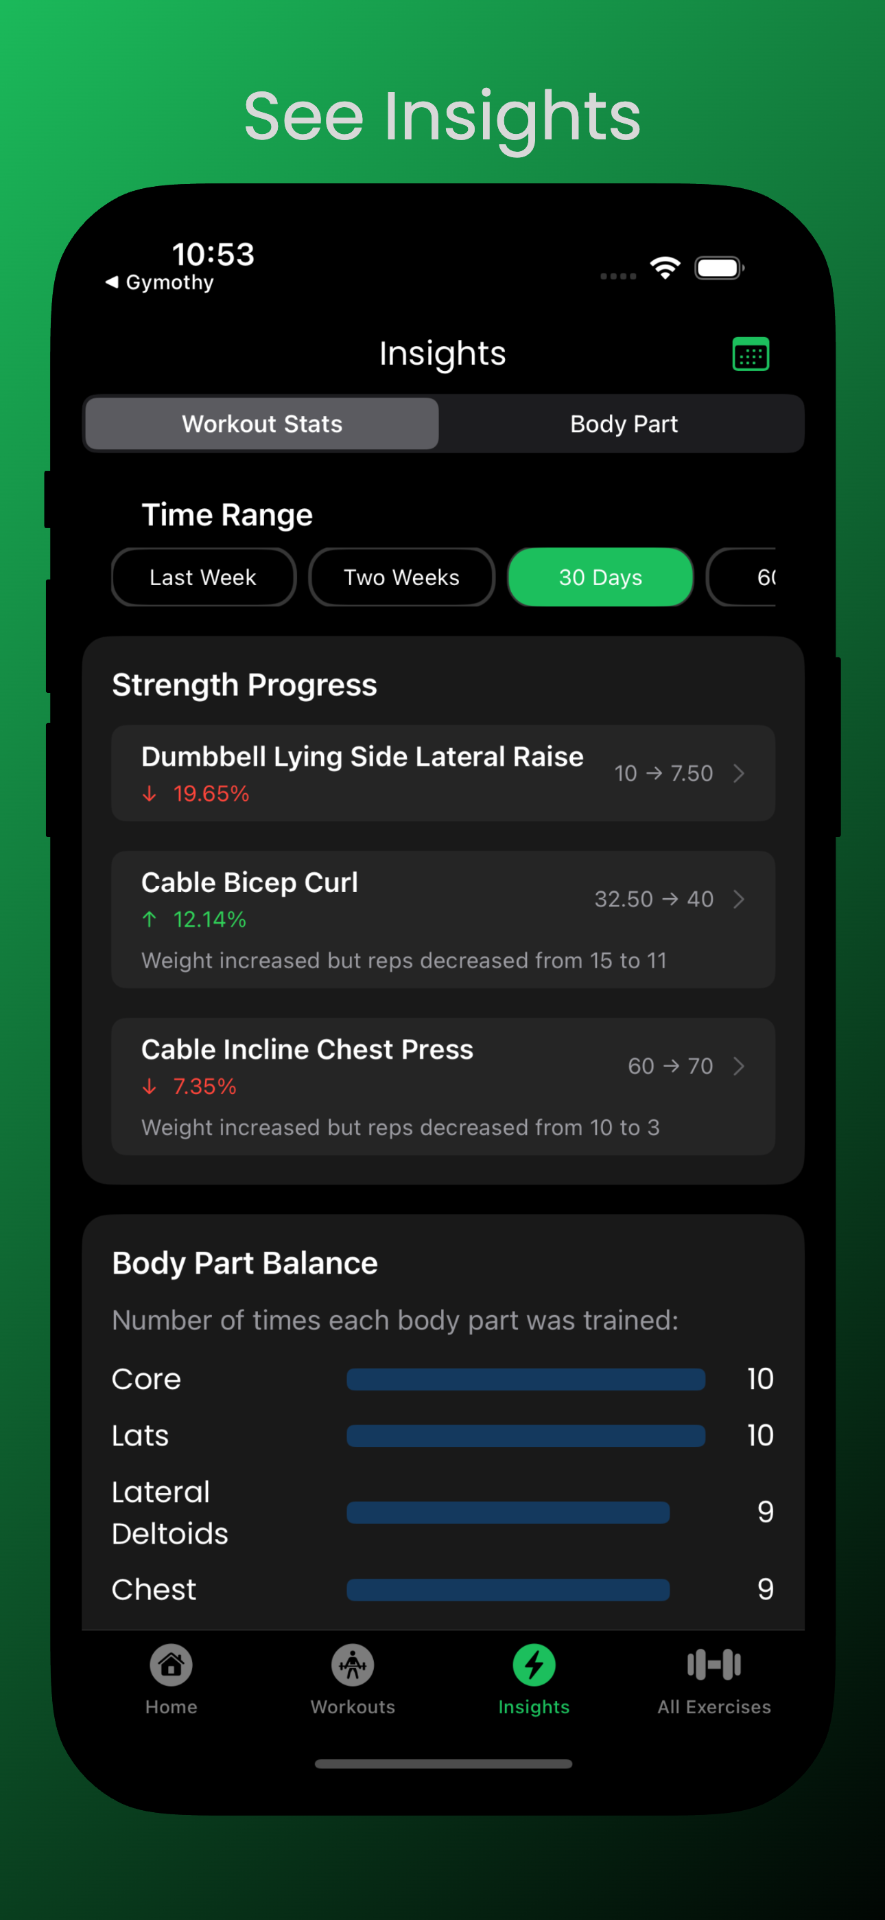 See Insights
10:53
◀ Gymothy
Insights
Workout Stats
Body Part
Time Range
Last Week
Two Weeks
30 Days
Strength Progress
Dumbbell Lying Side Lateral Raise
10 → 7.50
↓ 19.65%
Cable Bicep Curl
32.50 → 40
↑ 12.14%
Weight increased but reps decreased from 15 to 11
Cable Incline Chest Press
60 → 70
↓ 7.35%
Weight increased but reps decreased from 10 to 3
Body Part Balance
Number of times each body part was trained:
Core 10
Lats 10
Lateral
Deltoids 9
Chest 9
Home
Workouts
Insights
All Exercises